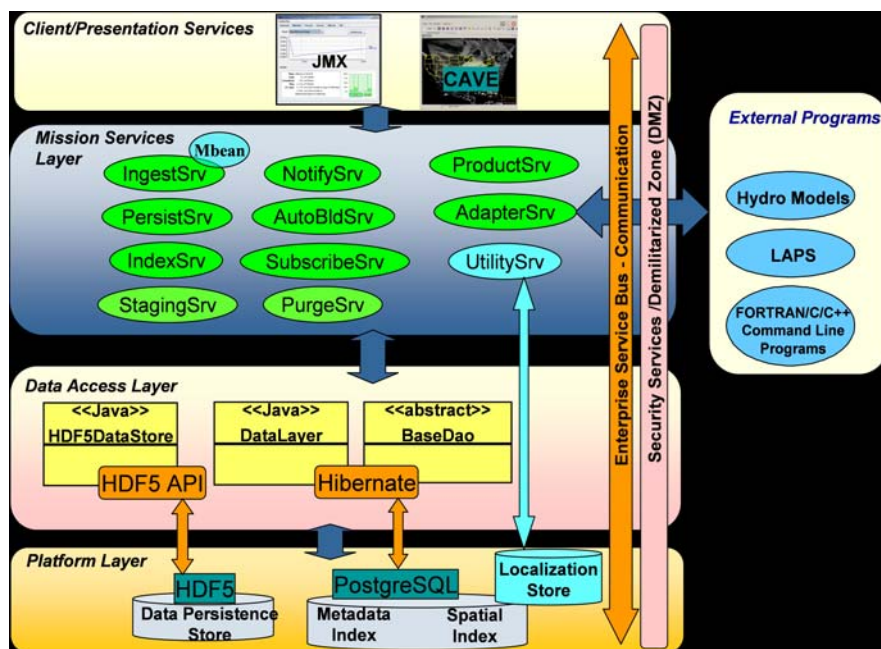 Client/Presentation Services
JMX
CAVE
Mission Services
Layer
Mbean
IngestSrv
NotifySrv
ProductSrv
PersistSrv
AutoBldSrv
AdapterSrv
IndexSrv
SubscribeSrv
UtilitySrv
StagingSrv
PurgeSrv
Enterprise Service Bus - Communication
Security Services /Demilitarized Zone (DMZ)
External Programs
Hydro Models
LAPS
FORTRAN/C/C++
Command Line
Programs
Data Access Layer
<<Java>>
HDF5DataStore
<<Java>>
DataLayer
<<abstract>>
BaseDao
HDF5 API
Hibernate
Platform Layer
HDF5
Data Persistence
Store
PostgreSQL
Metadada
Index
Spatial
Index
Localization
Store